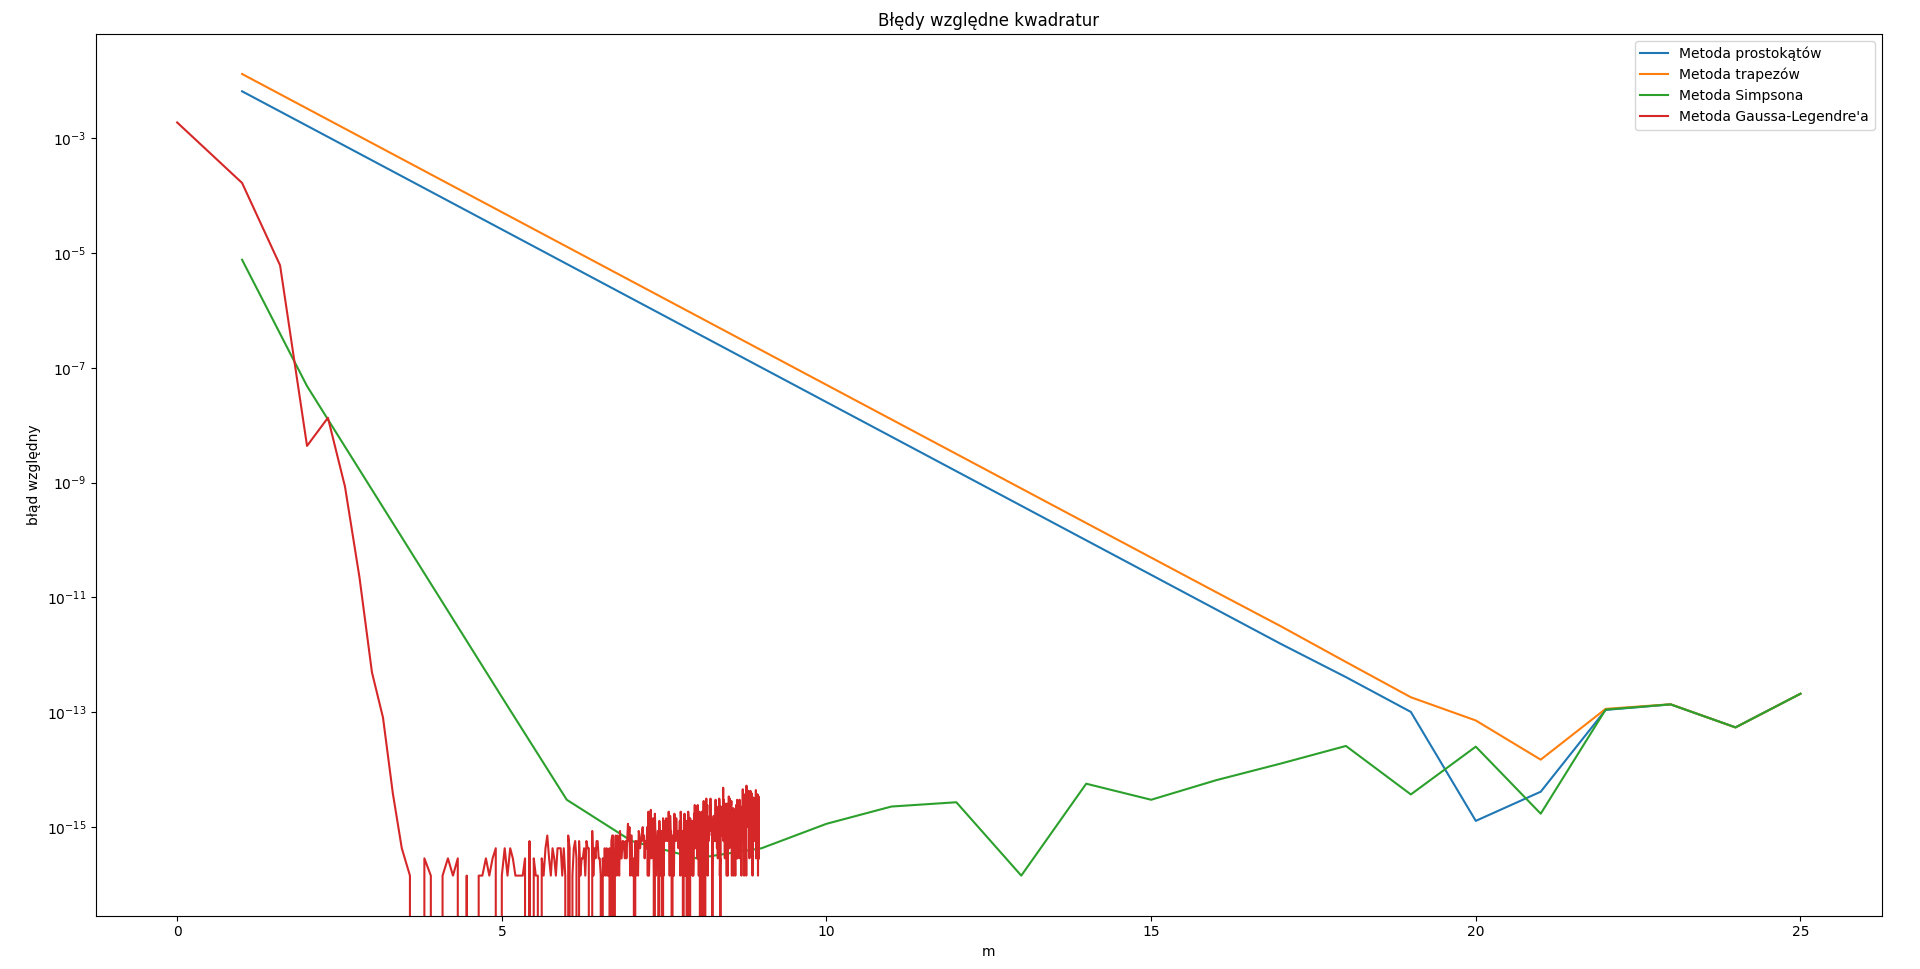 Błędy względne kwadratur
Metoda prostokątów
Metoda trapezów
Metoda Simpsona
Metoda Gaussa-Legendre'a
błąd względny
10⁻³
10⁻⁵
10⁻⁷
10⁻⁹
10⁻¹¹
10⁻¹³
10⁻¹⁵
0 5 10 15 20 25
m